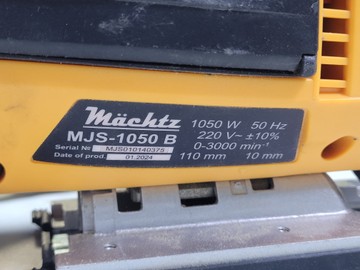 Mächtz
MJS-1050 B
Serial № MJS010140375
Date of prod. 01.2024
1050 W 50 Hz
220 V~ ±10%
0-3000 min⁻¹
110 mm 10 mm